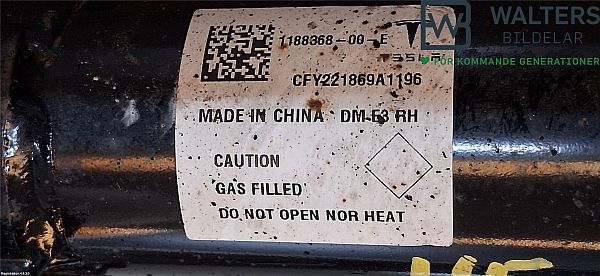 WALTERS
BILDELAR
FÖR KOMMANDE GENERATIONER
1188368-00-E
CFY221869A1196
MADE IN CHINA DM-E3 RH
CAUTION
GAS FILLED
DO NOT OPEN NOR HEAT